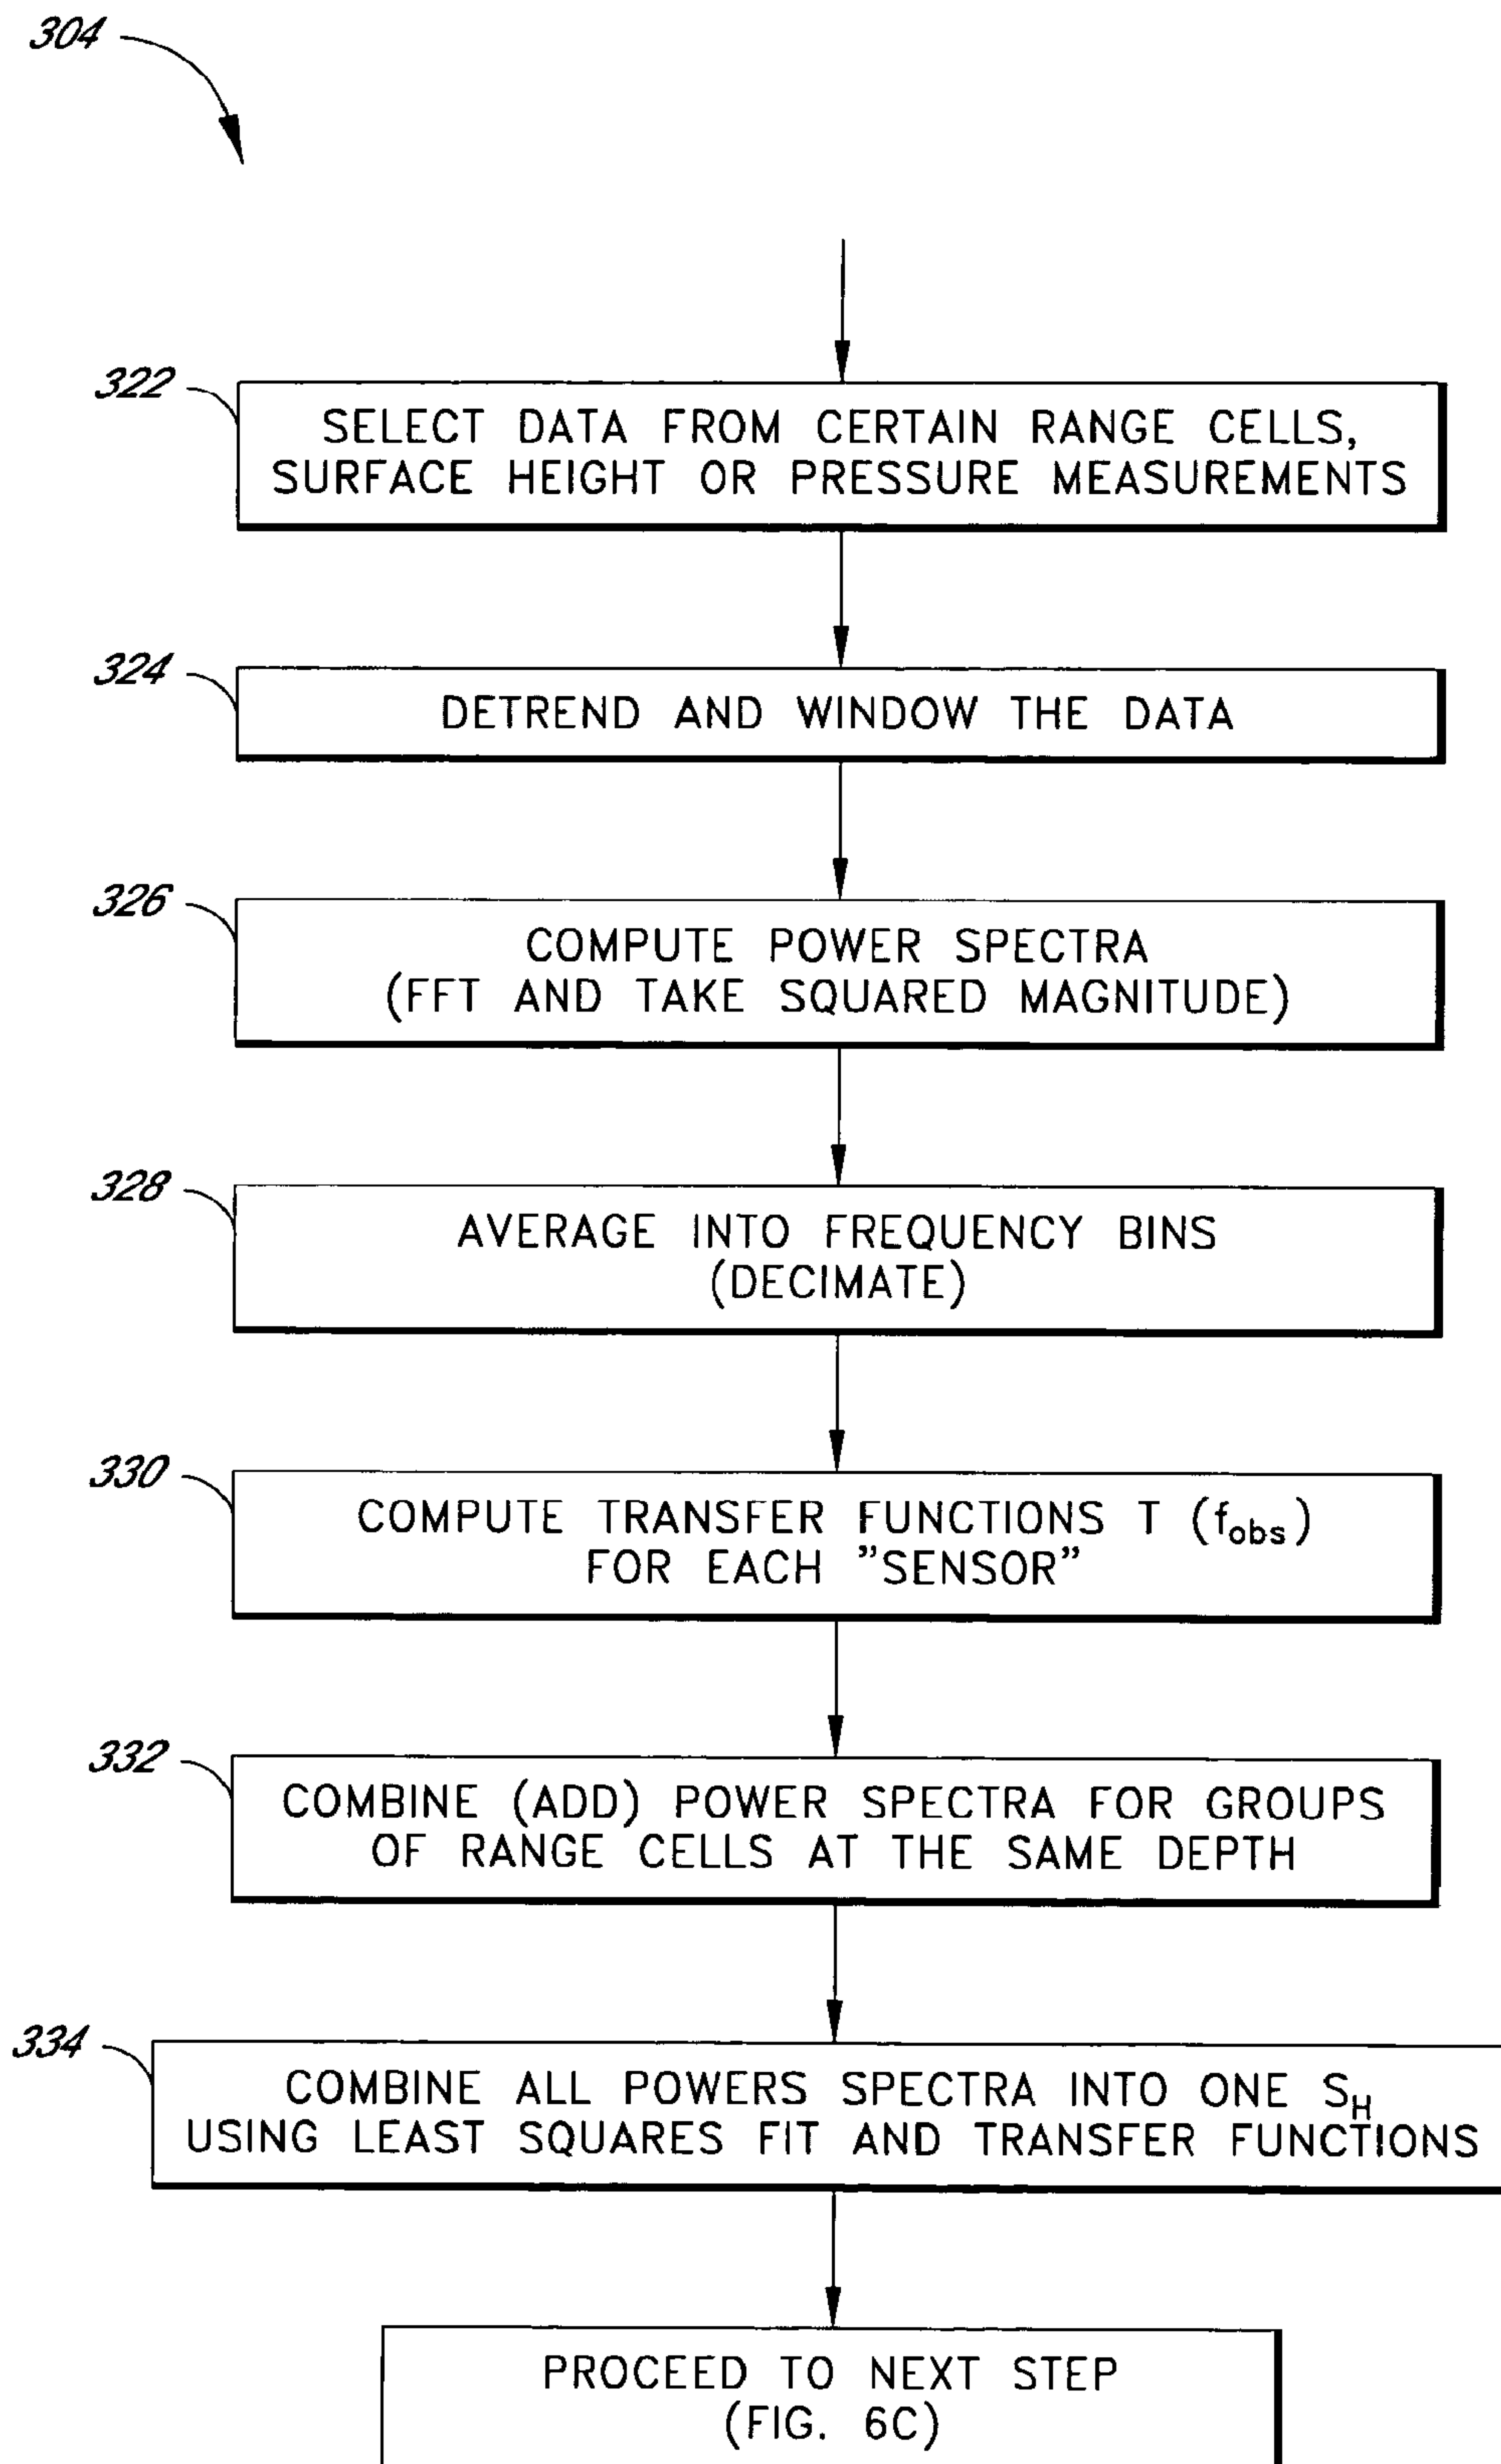 304
322
SELECT DATA FROM CERTAIN RANGE CELLS,
SURFACE HEIGHT OR PRESSURE MEASUREMENTS
324
DETREND AND WINDOW THE DATA
326
COMPUTE POWER SPECTRA
(FFT AND TAKE SQUARED MAGNITUDE)
328
AVERAGE INTO FREQUENCY BINS
(DECIMATE)
330
COMPUTE TRANSFER FUNCTIONS T (fobs)
FOR EACH ”SENSOR”
332
COMBINE (ADD) POWER SPECTRA FOR GROUPS
OF RANGE CELLS AT THE SAME DEPTH
334
COMBINE ALL POWERS SPECTRA INTO ONE SH
USING LEAST SQUARES FIT AND TRANSFER FUNCTIONS
PROCEED TO NEXT STEP
(FIG. 6C)